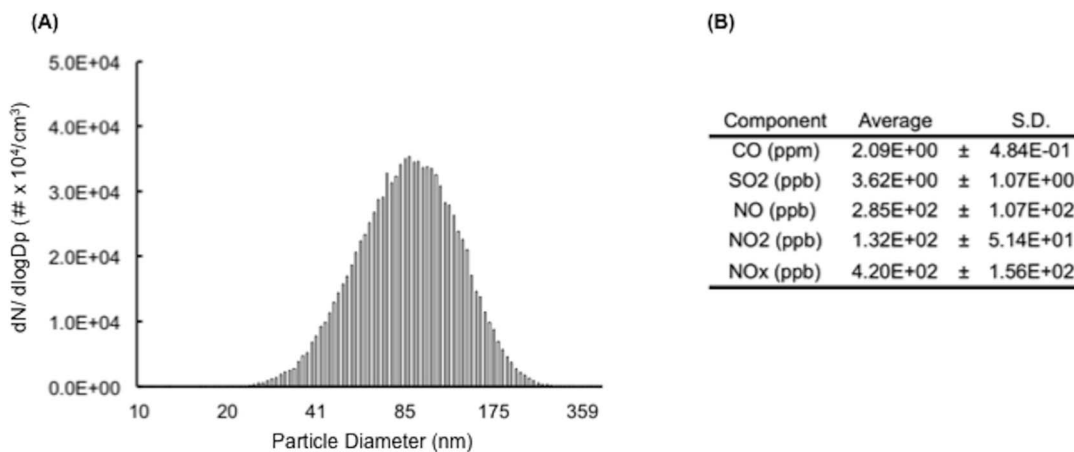 (A)
5.0E+04
4.0E+04
3.0E+04
2.0E+04
1.0E+04
0.0E+00
dN/ dlogDp (# x 10⁴/cm³)
10 20 41 85 175 359
Particle Diameter (nm)
(B)
Component Average S.D.
CO (ppm) 2.09E+00 ± 4.84E-01
SO2 (ppb) 3.62E+00 ± 1.07E+00
NO (ppb) 2.85E+02 ± 1.07E+02
NO2 (ppb) 1.32E+02 ± 5.14E+01
NOx (ppb) 4.20E+02 ± 1.56E+02